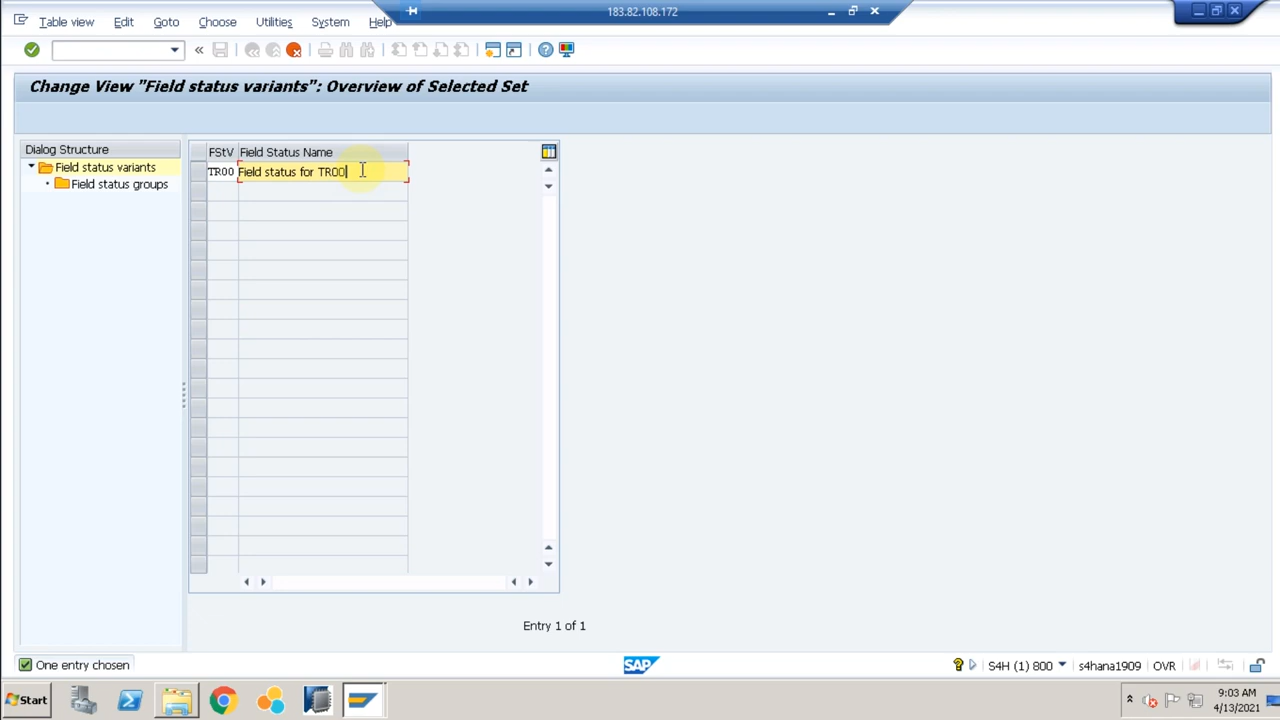 183.82.108.172
Table view Edit Goto Choose Utilities System Help
Change View "Field status variants": Overview of Selected Set
Dialog Structure
Field status variants
Field status groups
FStV Field Status Name
TR00 Field status for TR00
Entry 1 of 1
One entry chosen
SAP
S4H (1) 800 s4hana1909 OVR
Start
9:03 AM
4/13/2021